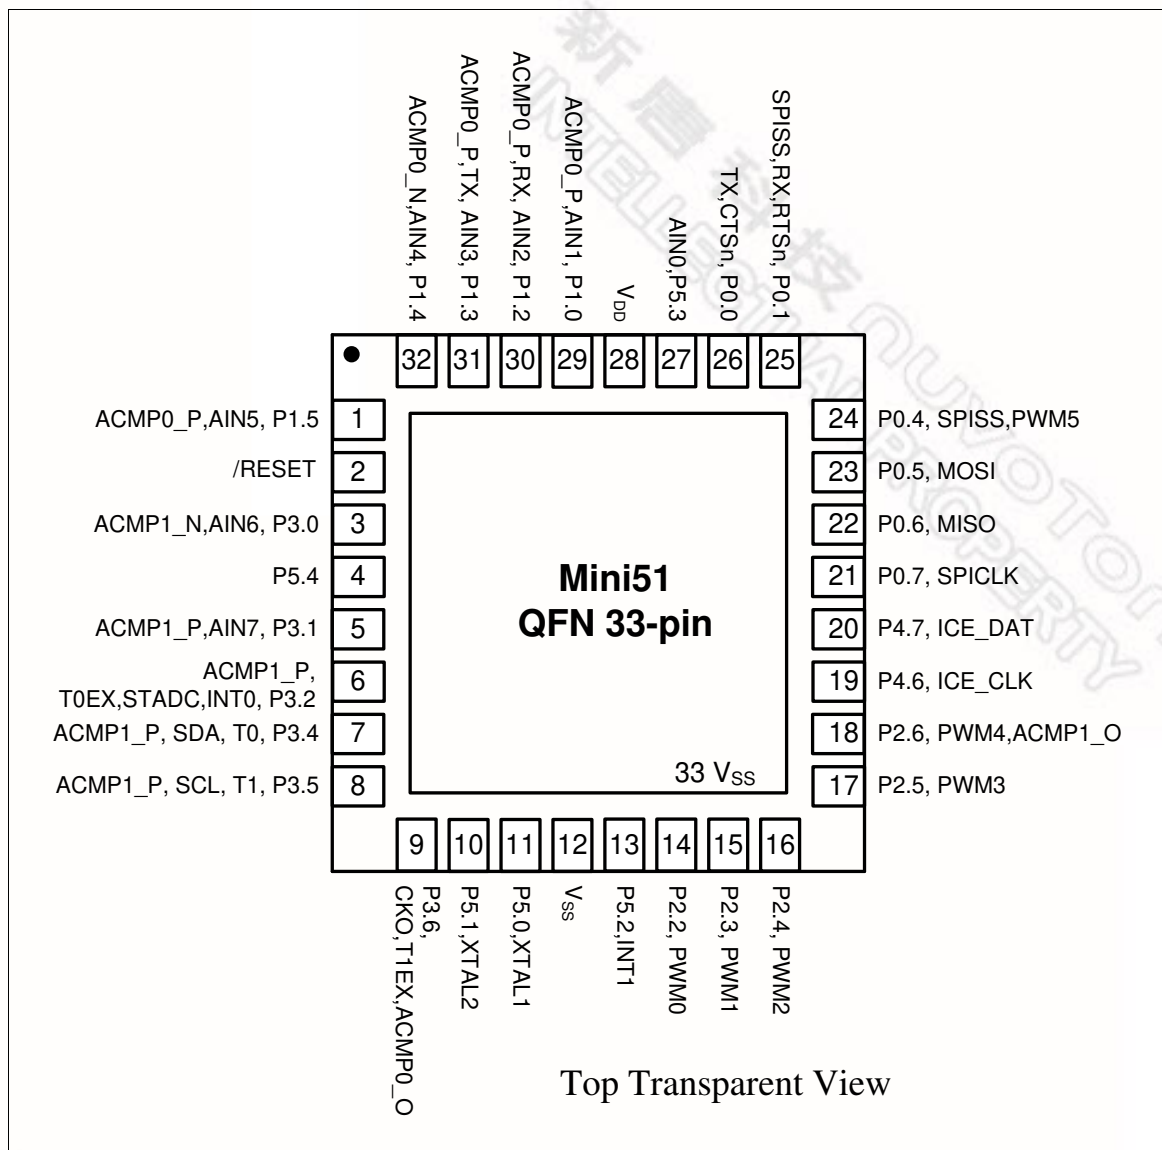 新唐科技 nuvoTon
INTELLECTUAL PROPERTY
ACMP0_N,AIN4, P1.4
ACMP0_P,TX, AIN3, P1.3
ACMP0_P,RX, AIN2, P1.2
ACMP0_P,AIN1, P1.0
VDD
AIN0,P5.3
TX,CTSn, P0.0
SPISS,RX,RTSn, P0.1
32 31 30 29 28 27 26 25
ACMP0_P,AIN5, P1.5 1
/RESET 2
ACMP1_N,AIN6, P3.0 3
P5.4 4
ACMP1_P,AIN7, P3.1 5
ACMP1_P,
T0EX,STADC,INT0, P3.2 6
ACMP1_P, SDA, T0, P3.4 7
ACMP1_P, SCL, T1, P3.5 8
Mini51
QFN 33-pin
33 VSS
24 P0.4, SPISS,PWM5
23 P0.5, MOSI
22 P0.6, MISO
21 P0.7, SPICLK
20 P4.7, ICE_DAT
19 P4.6, ICE_CLK
18 P2.6, PWM4,ACMP1_O
17 P2.5, PWM3
9 10 11 12 13 14 15 16
P3.6,
CKO,T1EX,ACMP0_O
P5.1,XTAL2
P5.0,XTAL1
VSS
P5.2,INT1
P2.2, PWM0
P2.3, PWM1
P2.4, PWM2
Top Transparent View